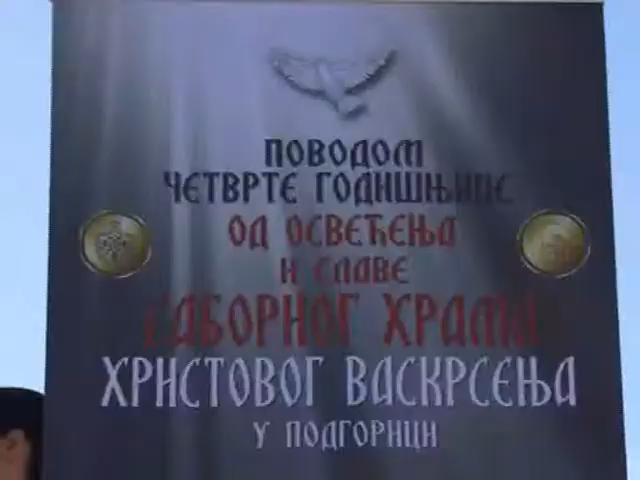 ПОВОДОМ
ЧЕТВРТЕ ГОДИШЊИЦЕ
ОД ОСВЕЋЕЊА
И СЛАВЕ
САБОРНОГ ХРАМА
ХРИСТОВОГ ВАСКРСЕЊА
У ПОДГОРИЦИ